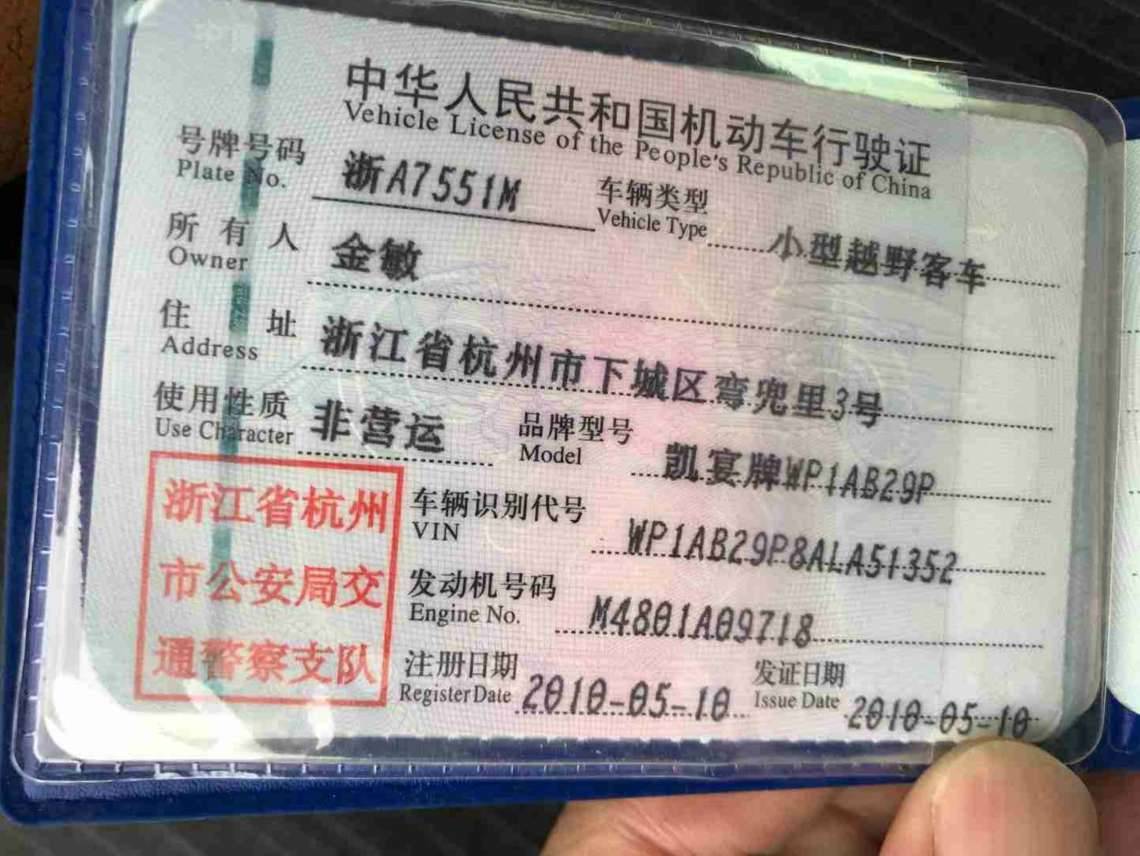 中华人民共和国机动车行驶证
Vehicle License of the People's Republic of China
号牌号码 浙A7551M 车辆类型 小型越野客车
Plate No. Vehicle Type
所有人 金敏
Owner
住址 浙江省杭州市下城区弯兜里3号
Address
使用性质 非营运 品牌型号 凯宴牌WP1AB29P
Use Character Model
浙江省杭州
市公安局交
通警察支队
车辆识别代号 WP1AB29P8ALA51352
VIN
发动机号码 M4801A09718
Engine No.
注册日期 2010-05-10 发证日期 2010-05-10
Register Date Issue Date